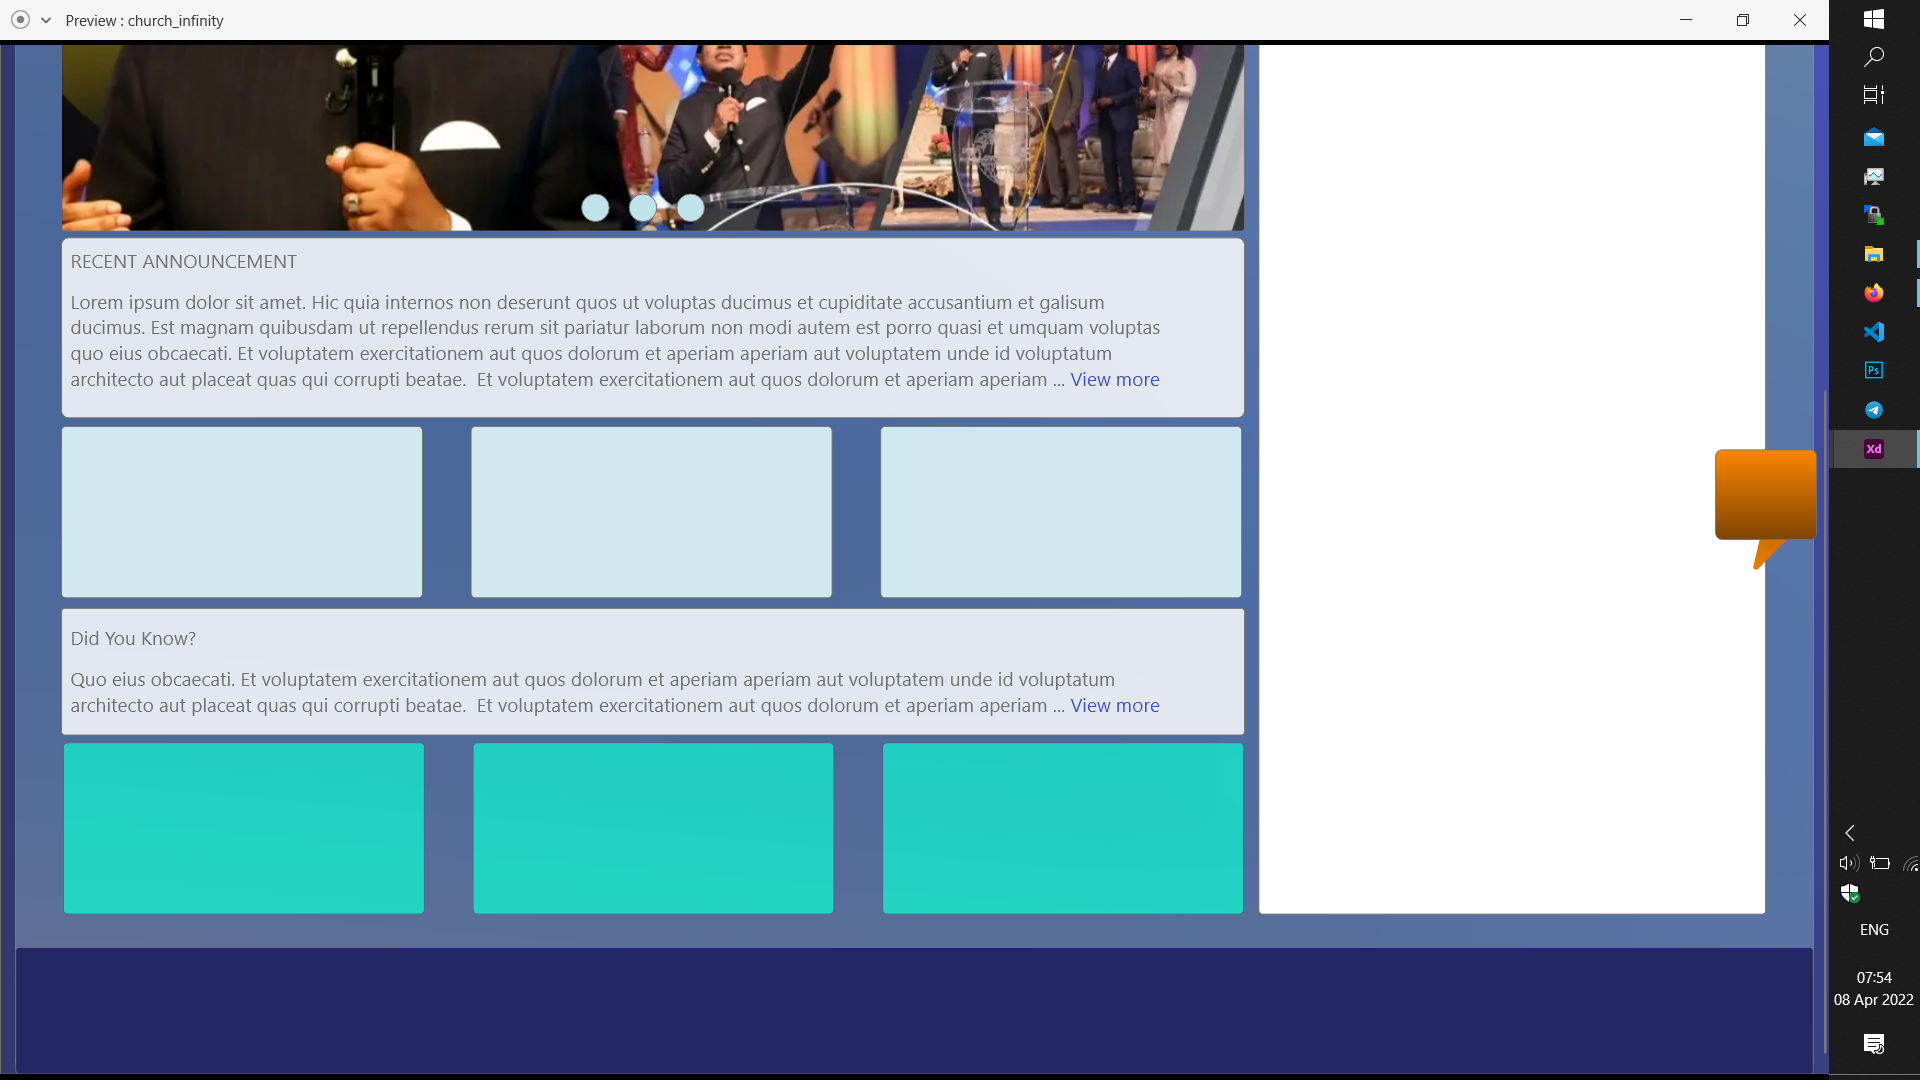 Preview : church_infinity
RECENT ANNOUNCEMENT
Lorem ipsum dolor sit amet. Hic quia internos non deserunt quos ut voluptas ducimus et cupiditate accusantium et galisum
ducimus. Est magnam quibusdam ut repellendus rerum sit pariatur laborum non modi autem est porro quasi et umquam voluptas
quo eius obcaecati. Et voluptatem exercitationem aut quos dolorum et aperiam aperiam aut voluptatem unde id voluptatum
architecto aut placeat quas qui corrupti beatae.  Et voluptatem exercitationem aut quos dolorum et aperiam aperiam ... View more
Did You Know?
Quo eius obcaecati. Et voluptatem exercitationem aut quos dolorum et aperiam aperiam aut voluptatem unde id voluptatum
architecto aut placeat quas qui corrupti beatae.  Et voluptatem exercitationem aut quos dolorum et aperiam aperiam ... View more
Ps
Xd
ENG
07:54
08 Apr 2022